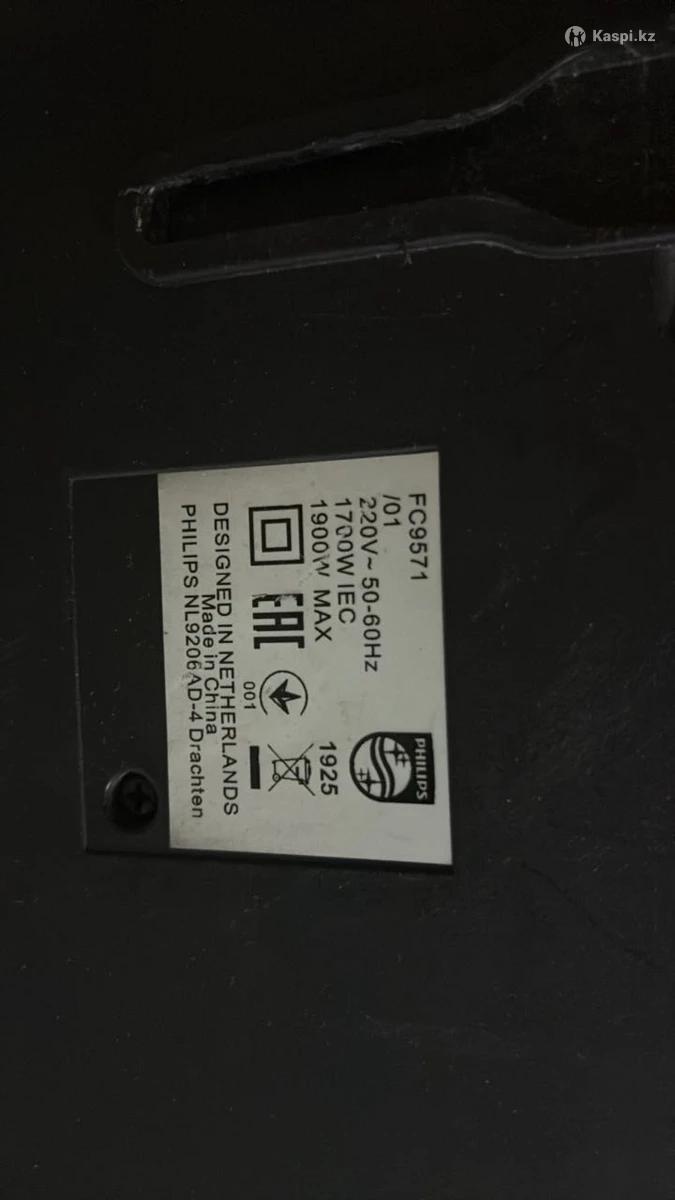 Kaspi.kz
FC9571
/01
220V~ 50-60Hz
1700W IEC
1900W MAX
PHILIPS
1925
EAC
001
DESIGNED IN NETHERLANDS
Made in China
PHILIPS NL9206AD-4 Drachten